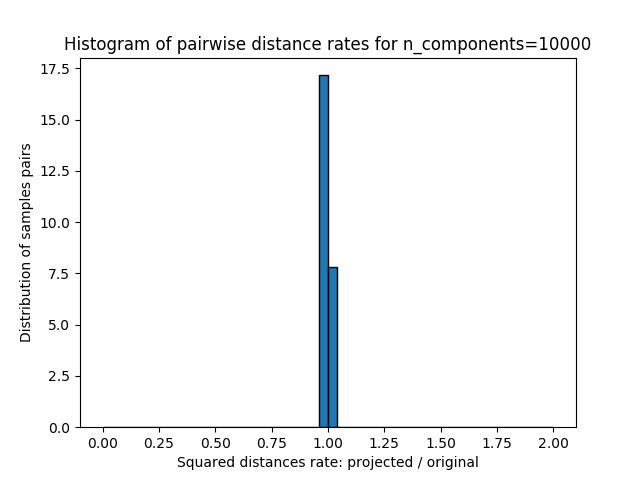 Histogram of pairwise distance rates for n_components=10000
17.5
15.0
12.5
10.0
7.5
5.0
2.5
0.0
Distribution of samples pairs
0.00 0.25 0.50 0.75 1.00 1.25 1.50 1.75 2.00
Squared distances rate: projected / original